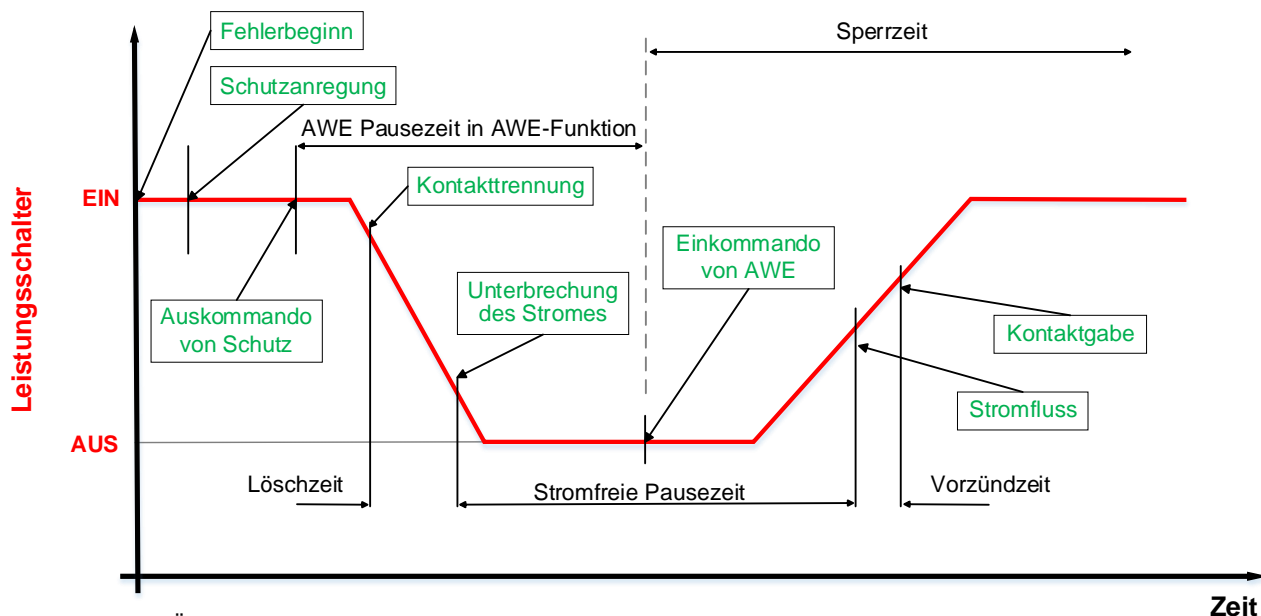 Fehlerbeginn
Sperrzeit
Schutzanregung
AWE Pausezeit in AWE-Funktion
Kontakttrennung
EIN
Leistungsschalter
Einkommando
von AWE
Unterbrechung
des Stromes
Auskommando
von Schutz
Kontaktgabe
Stromfluss
AUS
Löschzeit
Stromfreie Pausezeit
Vorzündzeit
Zeit